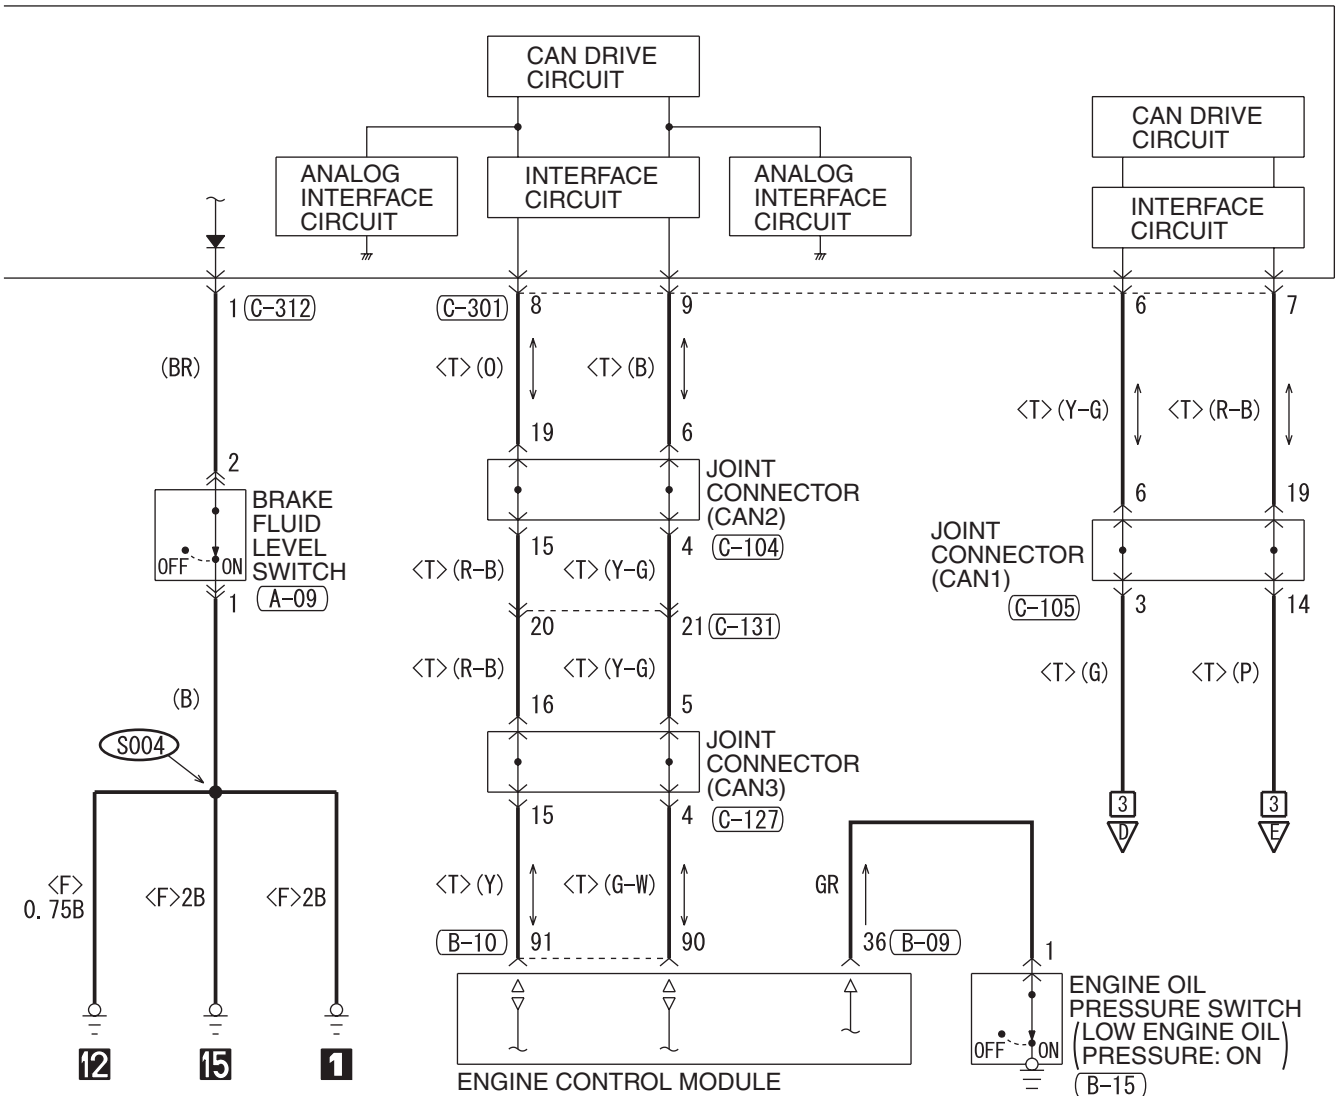 CAN DRIVE
CIRCUIT
CAN DRIVE
CIRCUIT
ANALOG
INTERFACE
CIRCUIT
INTERFACE
CIRCUIT
ANALOG
INTERFACE
CIRCUIT
INTERFACE
CIRCUIT
1 C-312
C-301 8
9
6
7
(BR)
<T>(O)
<T>(B)
<T>(Y-G)
<T>(R-B)
19
6
2
6
19
BRAKE
FLUID
LEVEL
SWITCH
OFF
ON
A-09
1
JOINT
CONNECTOR
(CAN2)
C-104
15
4
JOINT
CONNECTOR
(CAN1)
C-105
3
14
<T>(R-B)
<T>(Y-G)
20
21 C-131
<T>(R-B)
<T>(Y-G)
<T>(G)
<T>(P)
(B)
16
5
S004
JOINT
CONNECTOR
(CAN3)
C-127
15
4
3
D
3
E
<F>
0.75B
<F>2B
<F>2B
<T>(Y)
<T>(G-W)
GR
B-10 91
90
36 B-09
1
ENGINE OIL
PRESSURE SWITCH
(LOW ENGINE OIL
PRESSURE: ON)
OFF
ON
B-15
12
15
1
ENGINE CONTROL MODULE